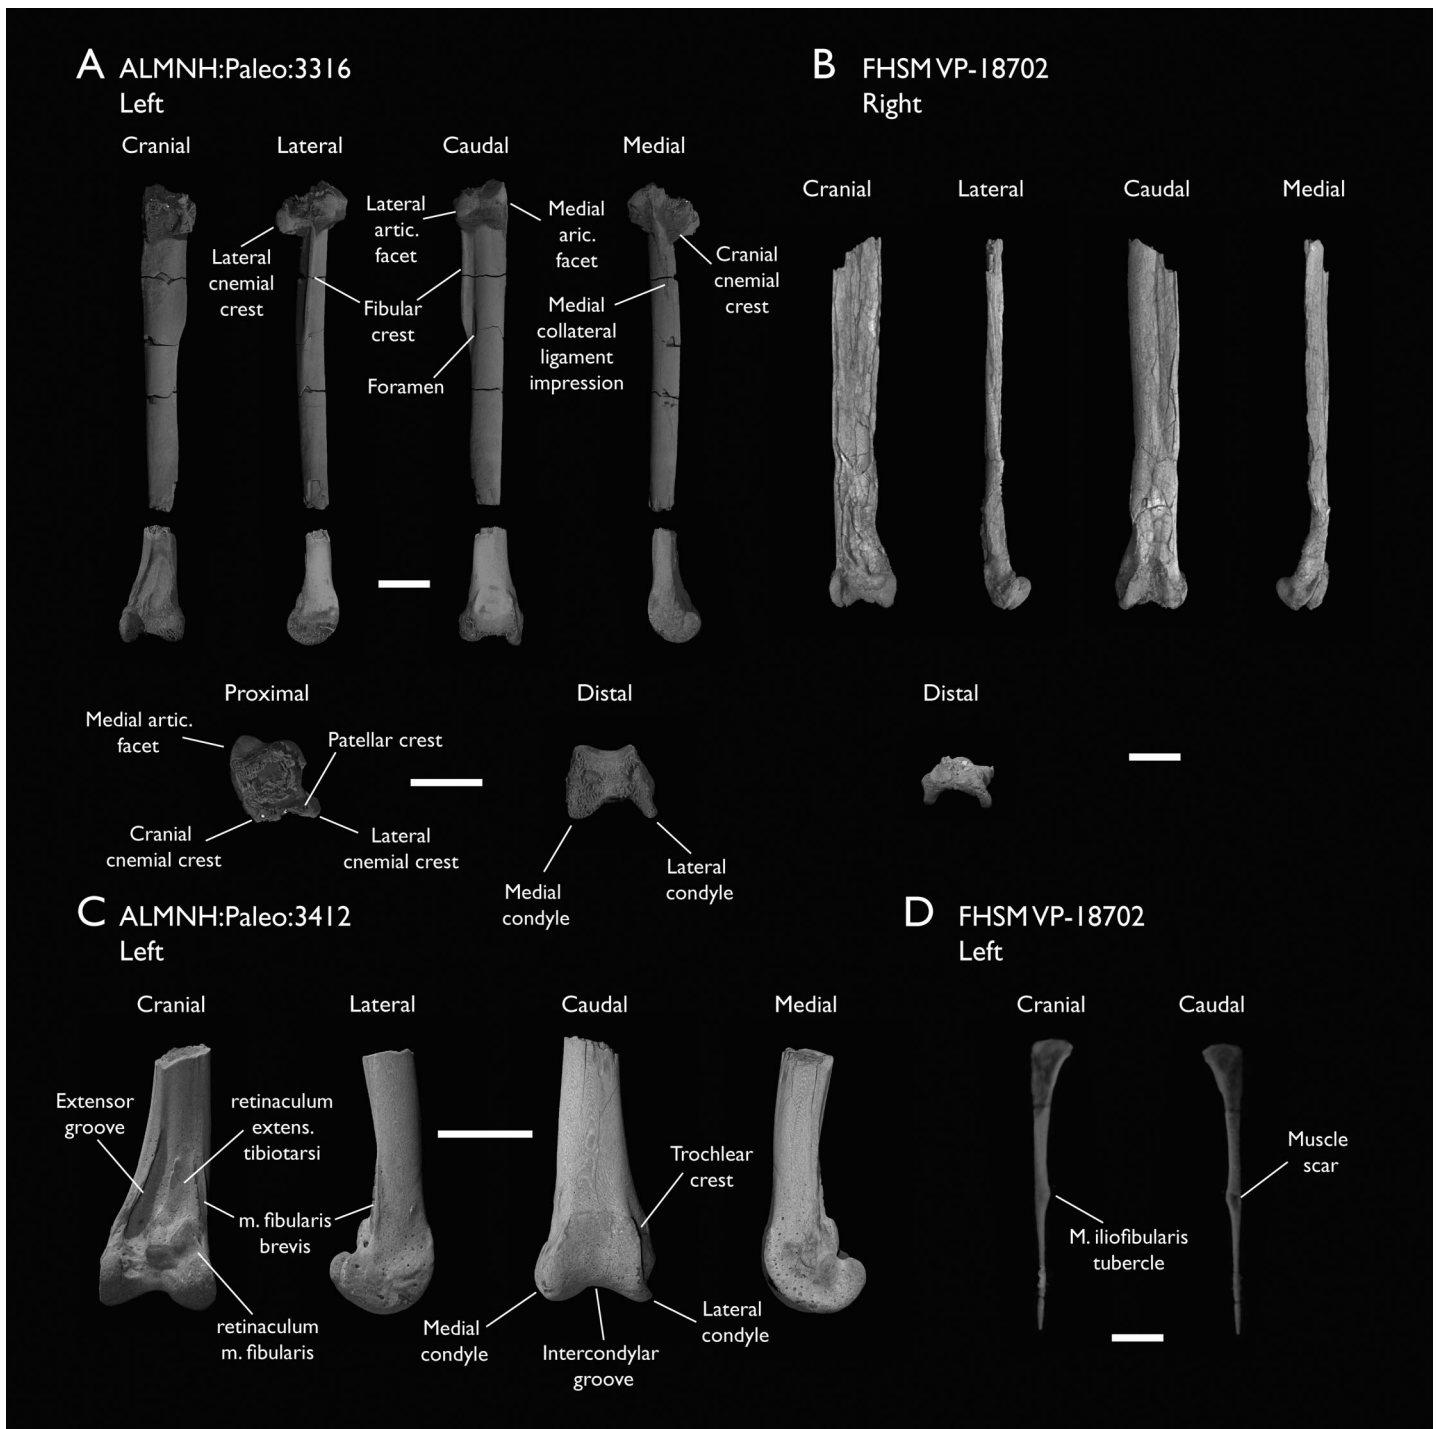 A ALMNH:Paleo:3316
Left
Cranial
Lateral
Caudal
Medial
Lateral
cnemial
crest
Lateral
artic.
facet
Fibular
crest
Foramen
Medial
aric.
facet
Medial
collateral
ligament
impression
Cranial
cnemial
crest
Proximal
Medial artic.
facet
Patellar crest
Cranial
cnemial crest
Lateral
cnemial crest
Distal
Medial
condyle
Lateral
condyle
B FHSM VP-18702
Right
Cranial
Lateral
Caudal
Medial
Distal
C ALMNH:Paleo:3412
Left
Cranial
Lateral
Caudal
Medial
Extensor
groove
retinaculum
extens.
tibiotarsi
m. fibularis
brevis
retinaculum
m. fibularis
Trochlear
crest
Medial
condyle
Intercondylar
groove
Lateral
condyle
D FHSM VP-18702
Left
Cranial
Caudal
Muscle
scar
M. iliofibularis
tubercle